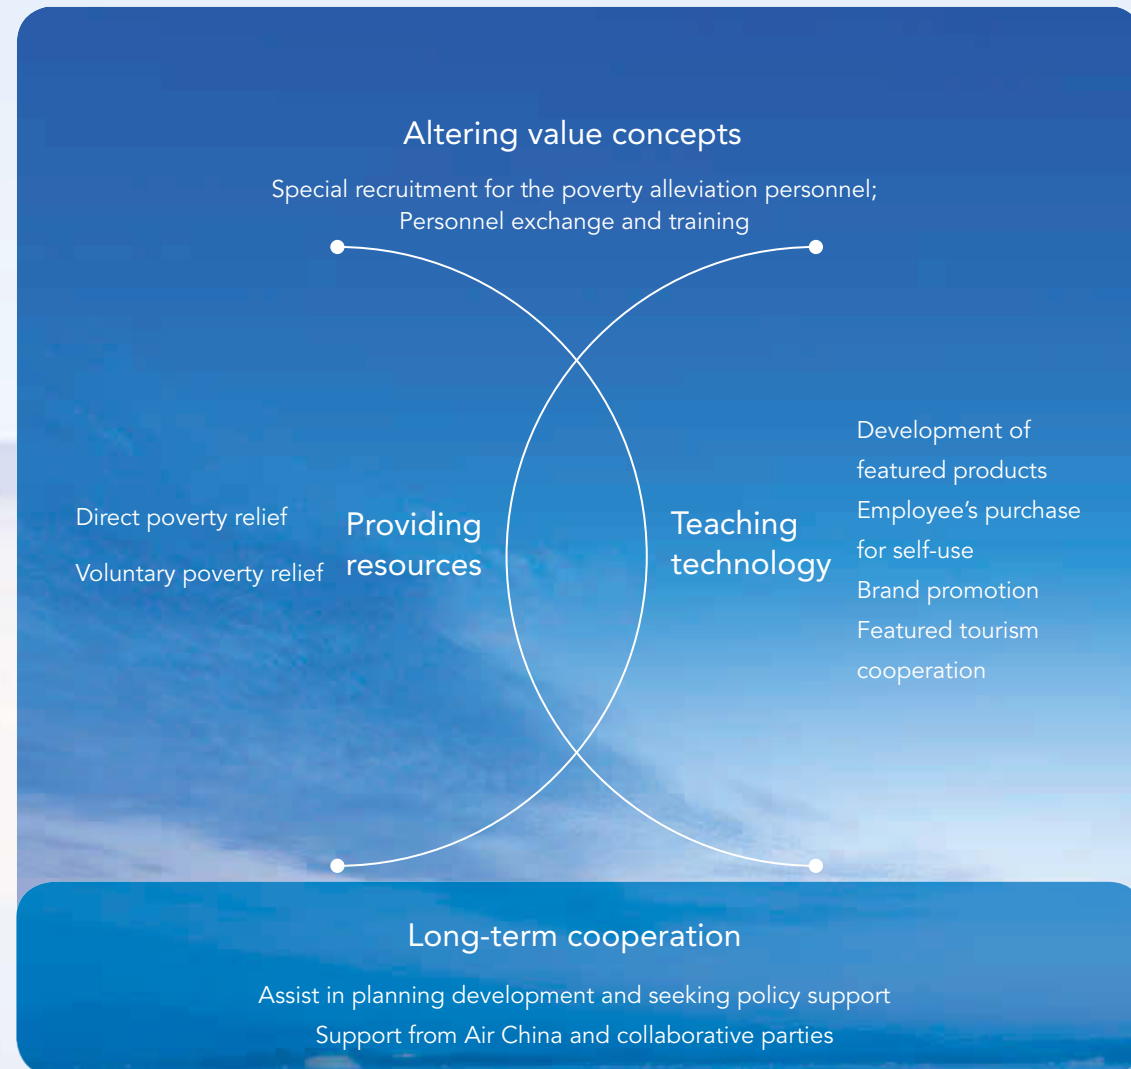 Altering value concepts
Special recruitment for the poverty alleviation personnel;
Personnel exchange and training
Direct poverty relief
Voluntary poverty relief
Providing
resources
Teaching
technology
Development of
featured products
Employee’s purchase
for self-use
Brand promotion
Featured tourism
cooperation
Long-term cooperation
Assist in planning development and seeking policy support
Support from Air China and collaborative parties